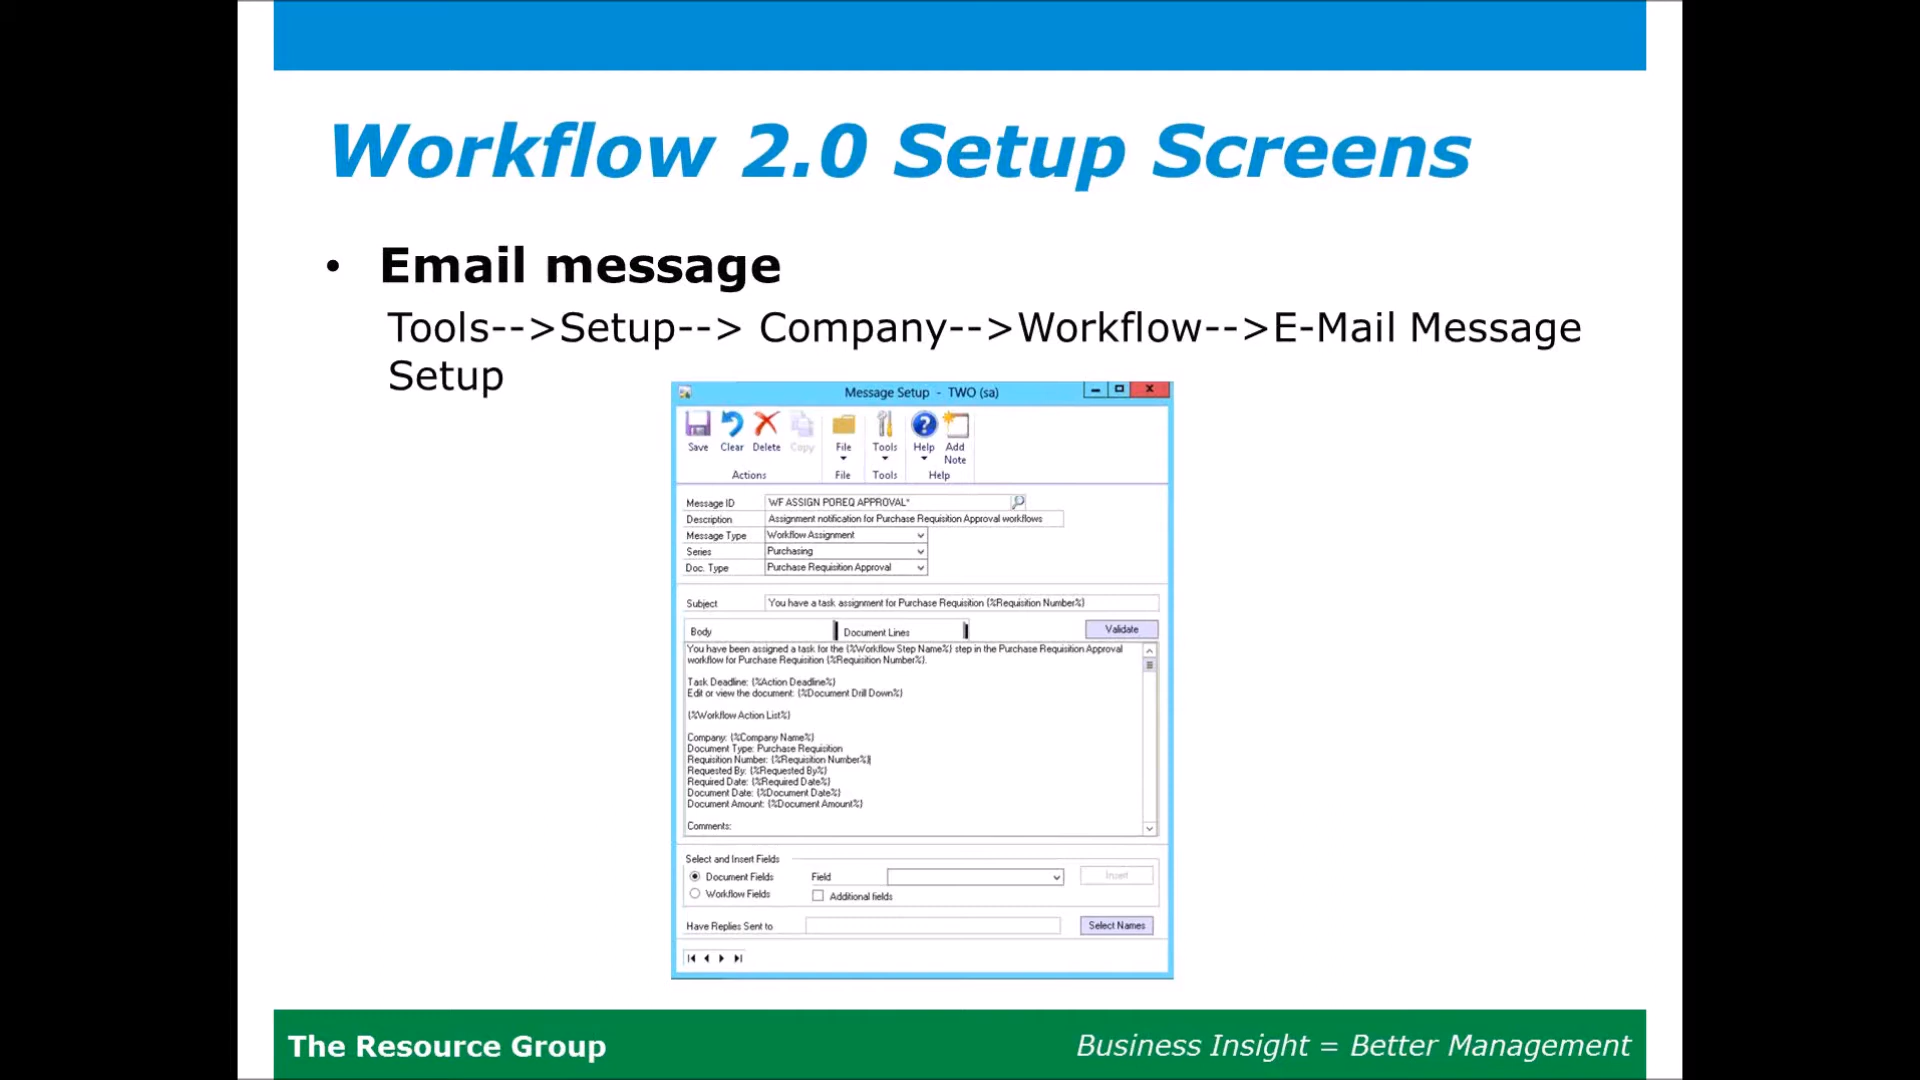 Workflow 2.0 Setup Screens
• Email message
Tools-->Setup--> Company-->Workflow-->E-Mail Message
Setup
Message Setup - TWO (sa)
Save Clear Delete Copy File Tools Help Add
Note
Actions File Tools Help
Message ID WF ASSIGN POREQ APPROVAL*
Description Assignment notification for Purchase Requisition Approval workflows
Message Type Workflow Assignment
Series Purchasing
Doc. Type Purchase Requisition Approval
Subject You have a task assignment for Purchase Requisition {%Requisition Number%}
Body Document Lines Validate
You have been assigned a task for the {%Workflow Step Name%} step in the Purchase Requisition Approval
workflow for Purchase Requisition {%Requisition Number%}.
Task Deadline: {%Action Deadline%}
Edit or view the document: {%Document Drill Down%}
{%Workflow Action List%}
Company: {%Company Name%}
Document Type: Purchase Requisition
Requisition Number: {%Requisition Number%}
Requested By: {%Requested By%}
Required Date: {%Required Date%}
Document Date: {%Document Date%}
Document Amount: {%Document Amount%}
Comments:
Select and Insert Fields
Document Fields Field Insert
Workflow Fields Additional fields
Have Replies Sent to Select Names
The Resource Group Business Insight = Better Management